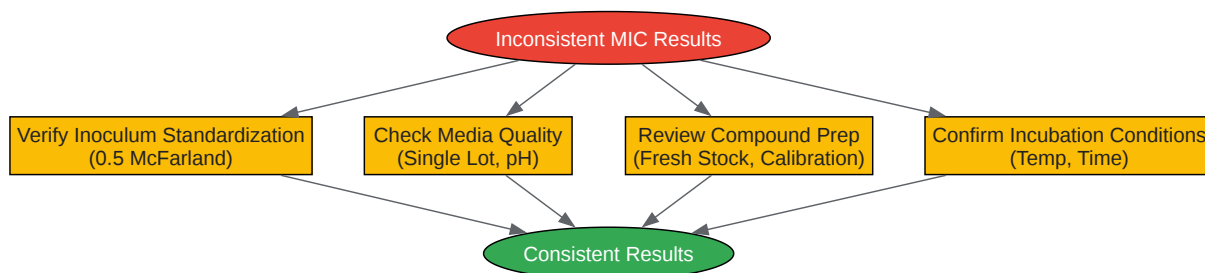 Inconsistent MIC Results
Verify Inoculum Standardization
(0.5 McFarland)
Check Media Quality
(Single Lot, pH)
Review Compound Prep
(Fresh Stock, Calibration)
Confirm Incubation Conditions
(Temp, Time)
Consistent Results